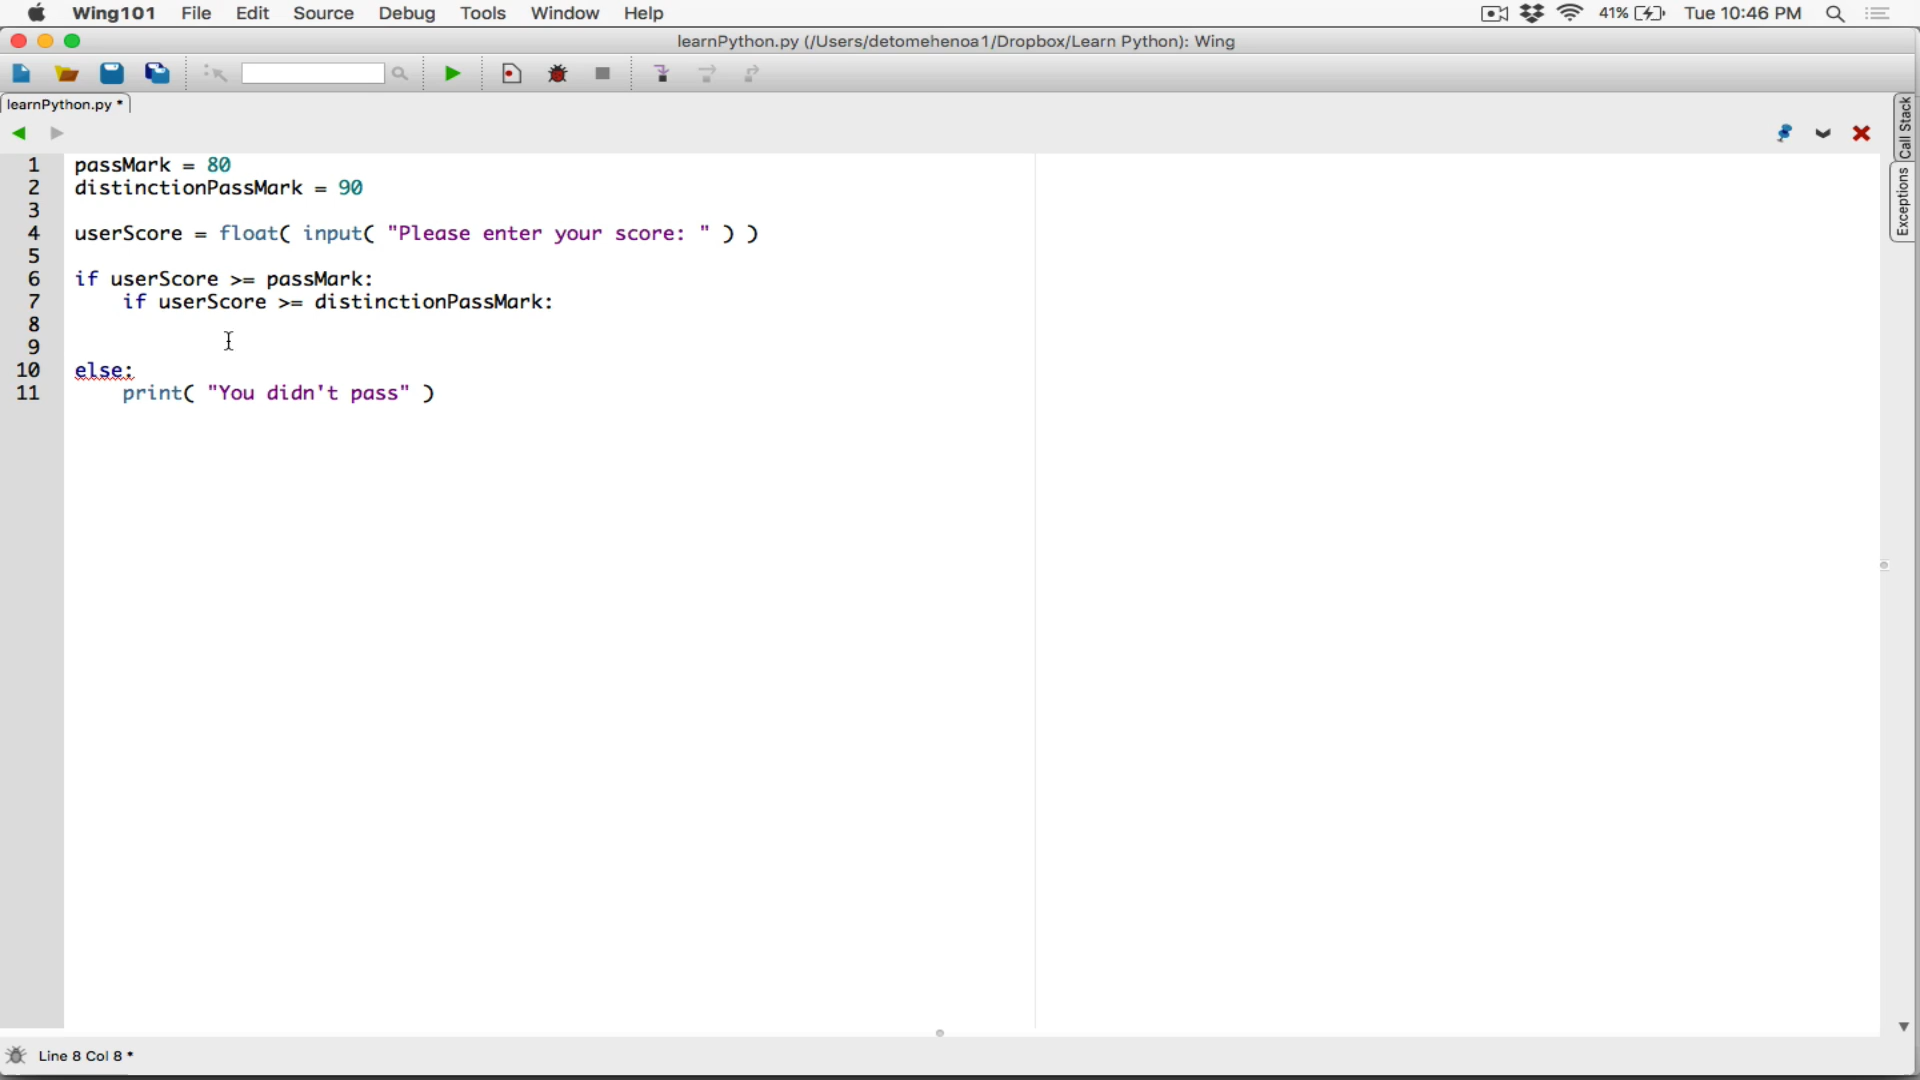 Wing101 File Edit Source Debug Tools Window Help 41% Tue 10:46 PM
learnPython.py (/Users/detomehenoa1/Dropbox/Learn Python): Wing
learnPython.py *
Call Stack
Exceptions
1 passMark = 80
2 distinctionPassMark = 90
3
4 userScore = float( input( "Please enter your score: " ) )
5
6 if userScore >= passMark:
7 if userScore >= distinctionPassMark:
8
9
10 else:
11 print( "You didn't pass" )
Line 8 Col 8 *